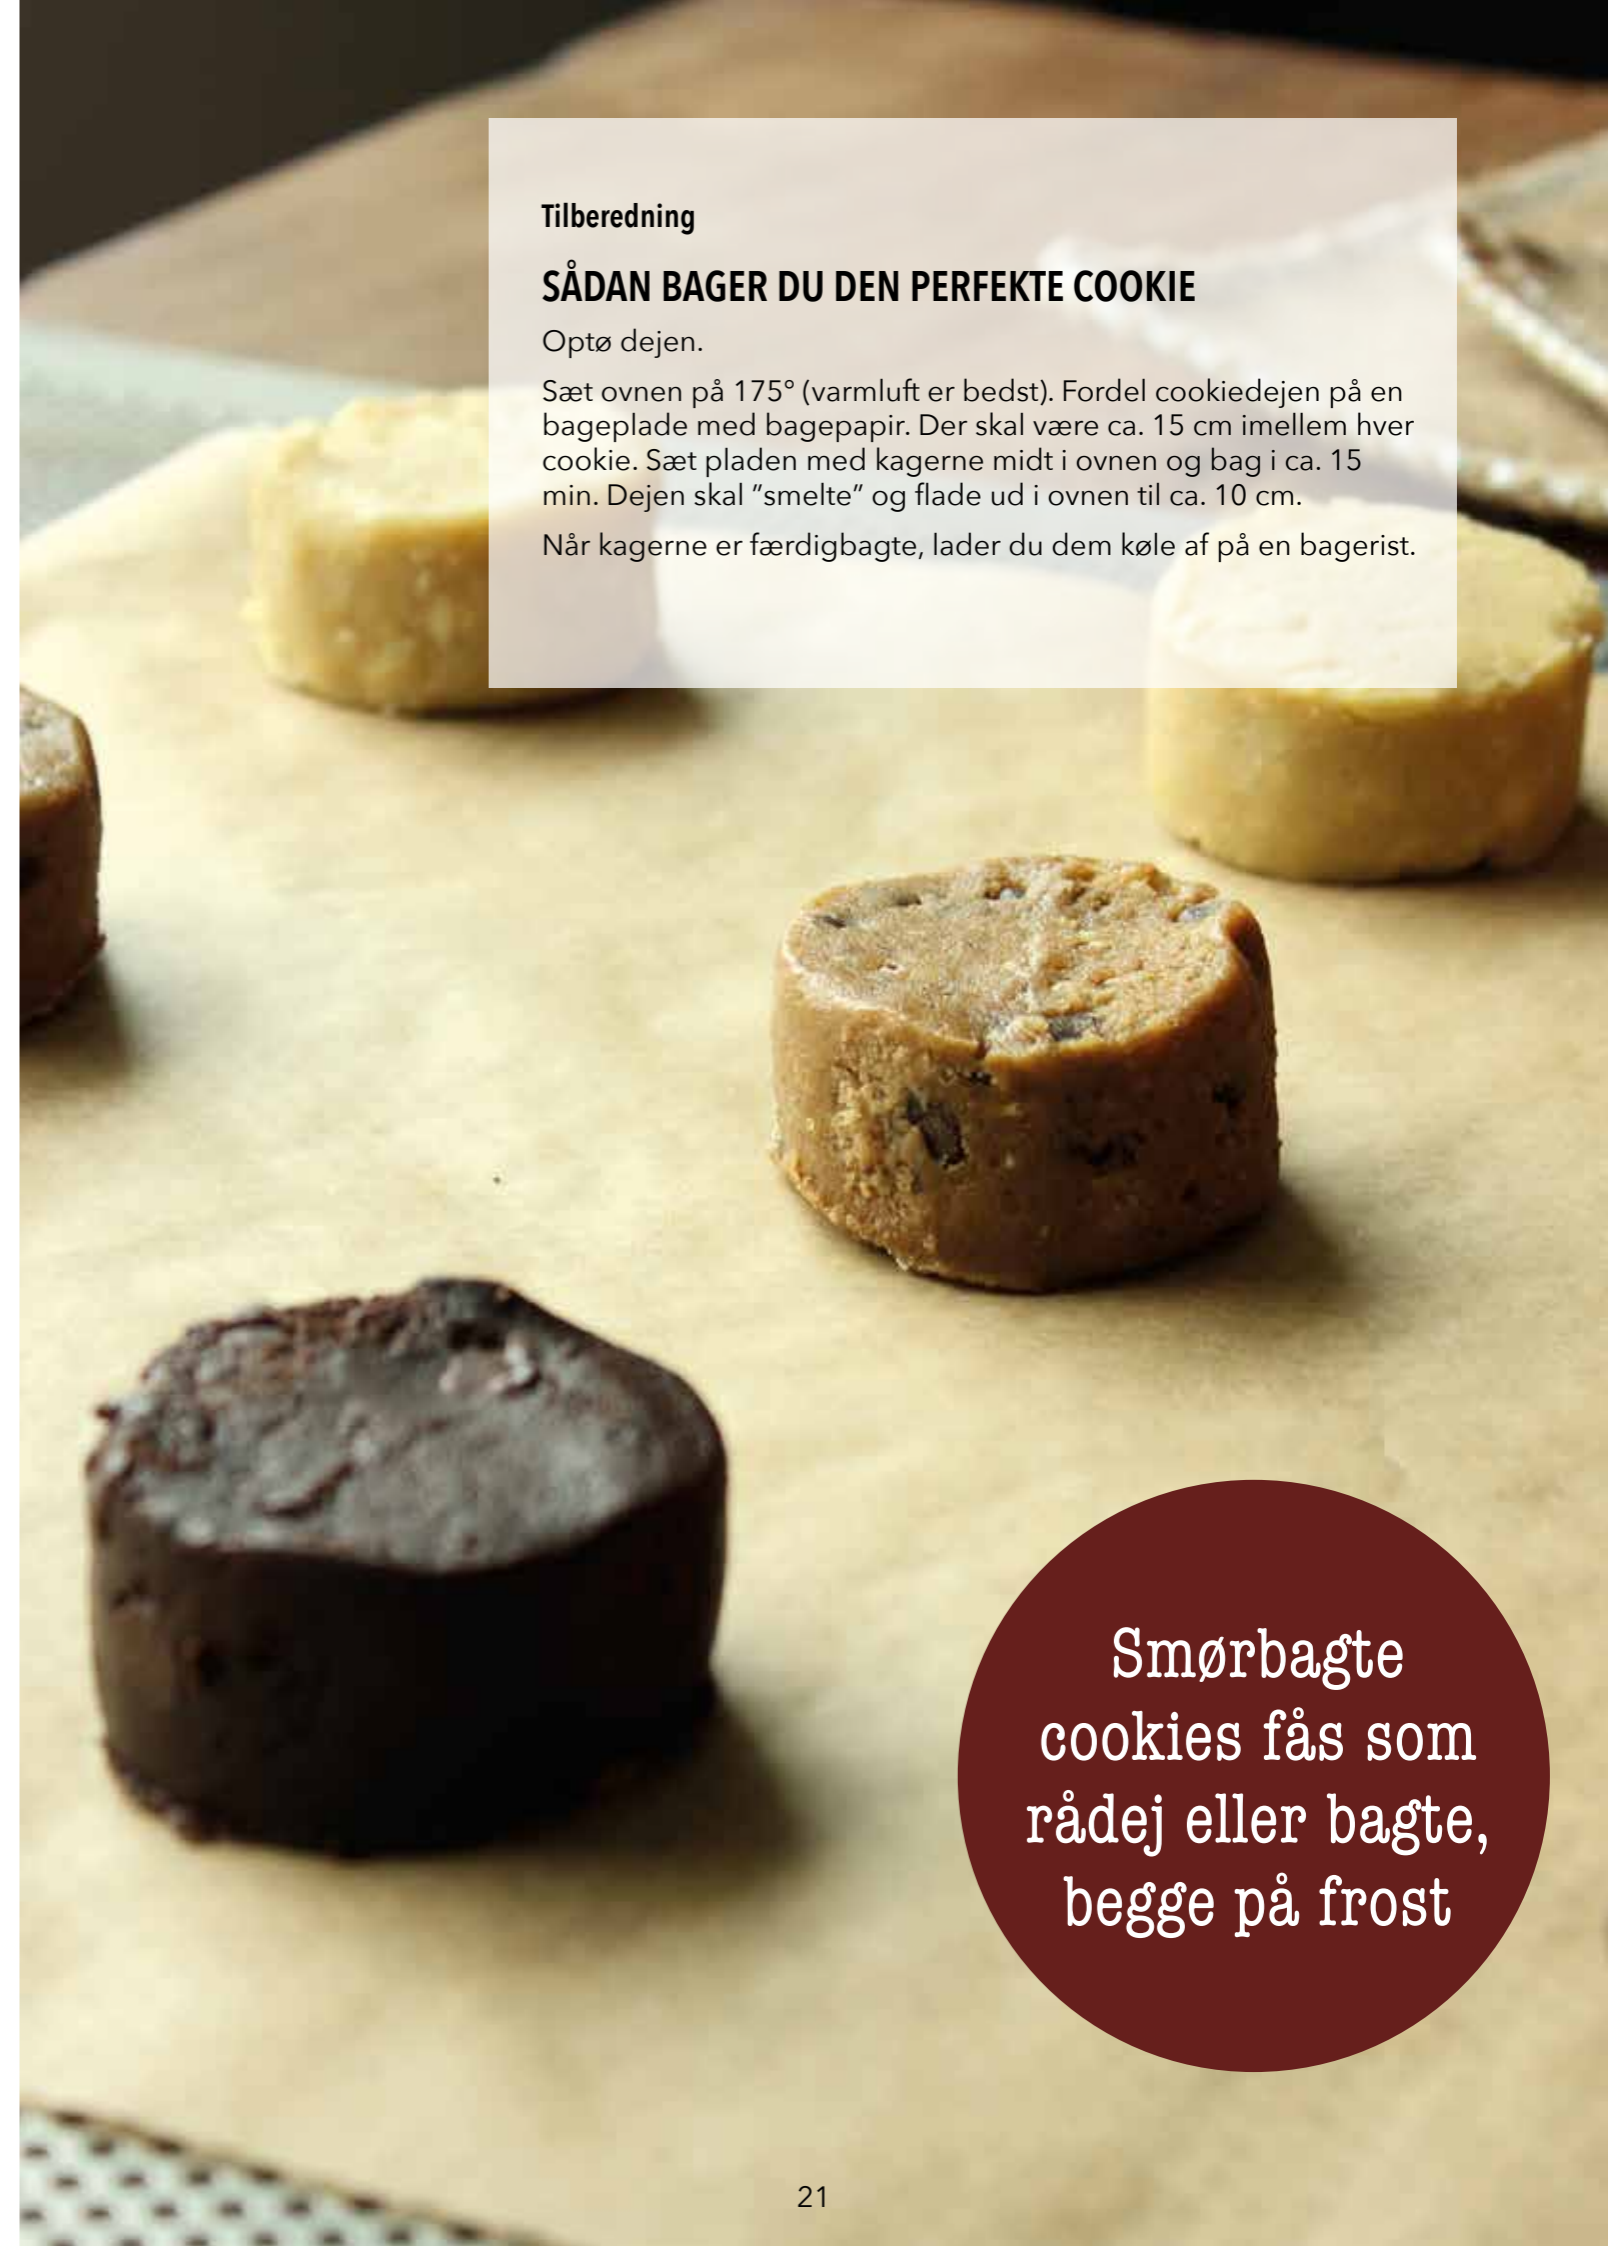 Tilberedning
SÅDAN BAGER DU DEN PERFEKTE COOKIE
Optø dejen.
Sæt ovnen på 175° (varmluft er bedst). Fordel cookiedejen på en
bageplade med bagepapir. Der skal være ca. 15 cm imellem hver
cookie. Sæt pladen med kagerne midt i ovnen og bag i ca. 15
min. Dejen skal ”smelte” og flade ud i ovnen til ca. 10 cm.
Når kagerne er færdigbagte, lader du dem køle af på en bagerist.
Smørbagte
cookies fås som
rådej eller bagte,
begge på frost
21